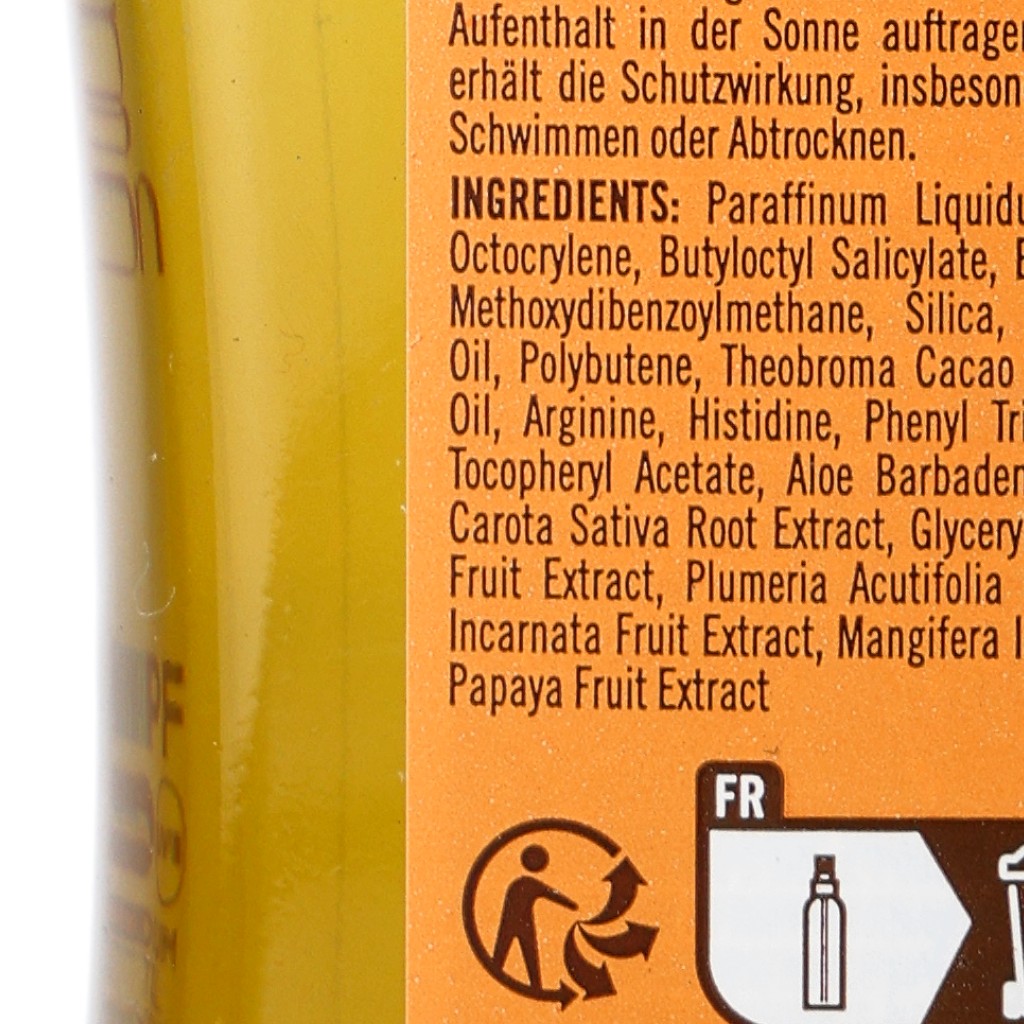 Aufenthalt in der Sonne auftrage
erhält die Schutzwirkung, insbeson
Schwimmen oder Abtrocknen.
INGREDIENTS: Paraffinum Liquidu
Octocrylene, Butyloctyl Salicylate,
Methoxydibenzoylmethane, Silica,
Oil, Polybutene, Theobroma Cacao
Oil, Arginine, Histidine, Phenyl Tri
Tocopheryl Acetate, Aloe Barbaden
Carota Sativa Root Extract, Glycery
Fruit Extract, Plumeria Acutifolia
Incarnata Fruit Extract, Mangifera I
Papaya Fruit Extract
FR